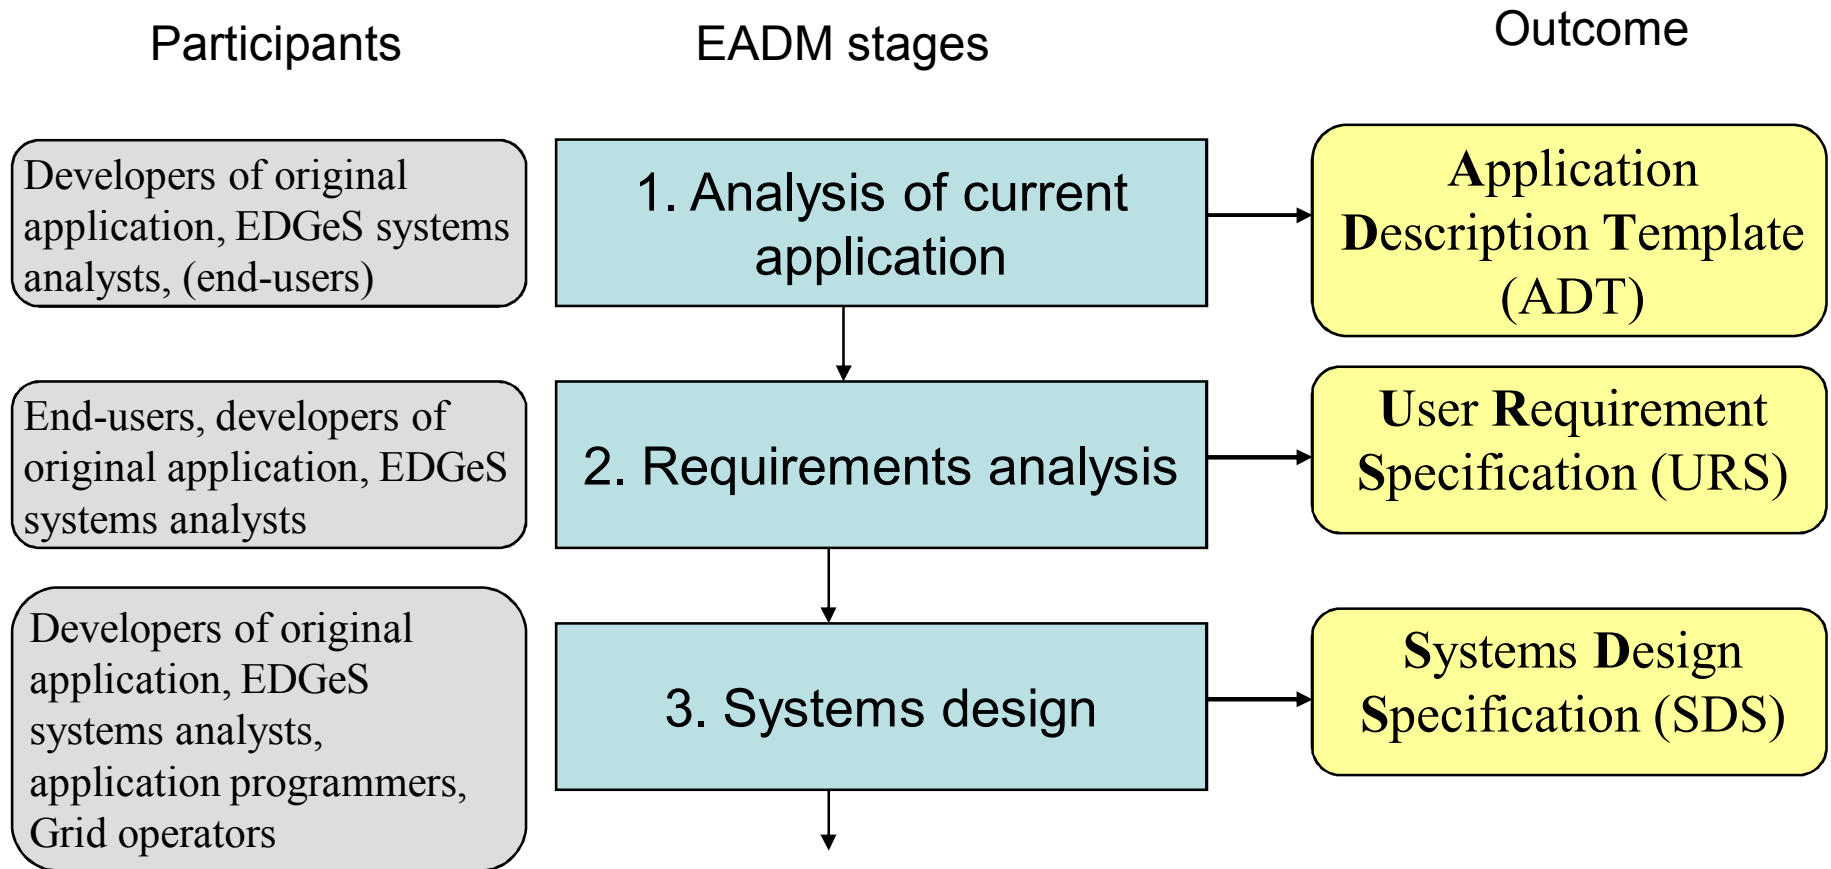 Participants
EADM stages
Outcome
Developers of original
application, EDGeS systems
analysts, (end-users)
1. Analysis of current
application
Application
Description Template
(ADT)
End-users, developers of
original application, EDGeS
systems analysts
2. Requirements analysis
User Requirement
Specification (URS)
Developers of original
application, EDGeS
systems analysts,
application programmers,
Grid operators
3. Systems design
Systems Design
Specification (SDS)